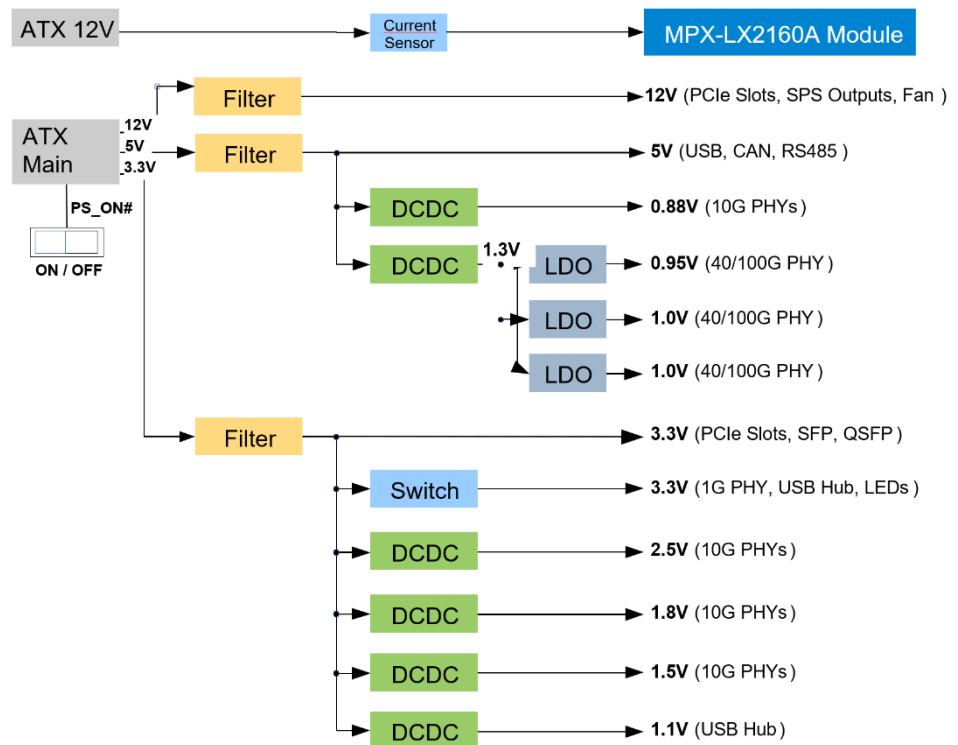 ATX 12V
Current
Sensor
MPX-LX2160A Module
Filter
12V (PCIe Slots, SPS Outputs, Fan )
ATX
Main
_12V
_5V
_3.3V
Filter
5V (USB, CAN, RS485 )
PS_ON#
ON / OFF
DCDC
0.88V (10G PHYs)
DCDC
1.3V
LDO
0.95V (40/100G PHY)
LDO
1.0V (40/100G PHY)
LDO
1.0V (40/100G PHY)
Filter
3.3V (PCIe Slots, SFP, QSFP)
Switch
3.3V (1G PHY, USB Hub, LEDs )
DCDC
2.5V (10G PHYs)
DCDC
1.8V (10G PHYs)
DCDC
1.5V (10G PHYs)
DCDC
1.1V (USB Hub)